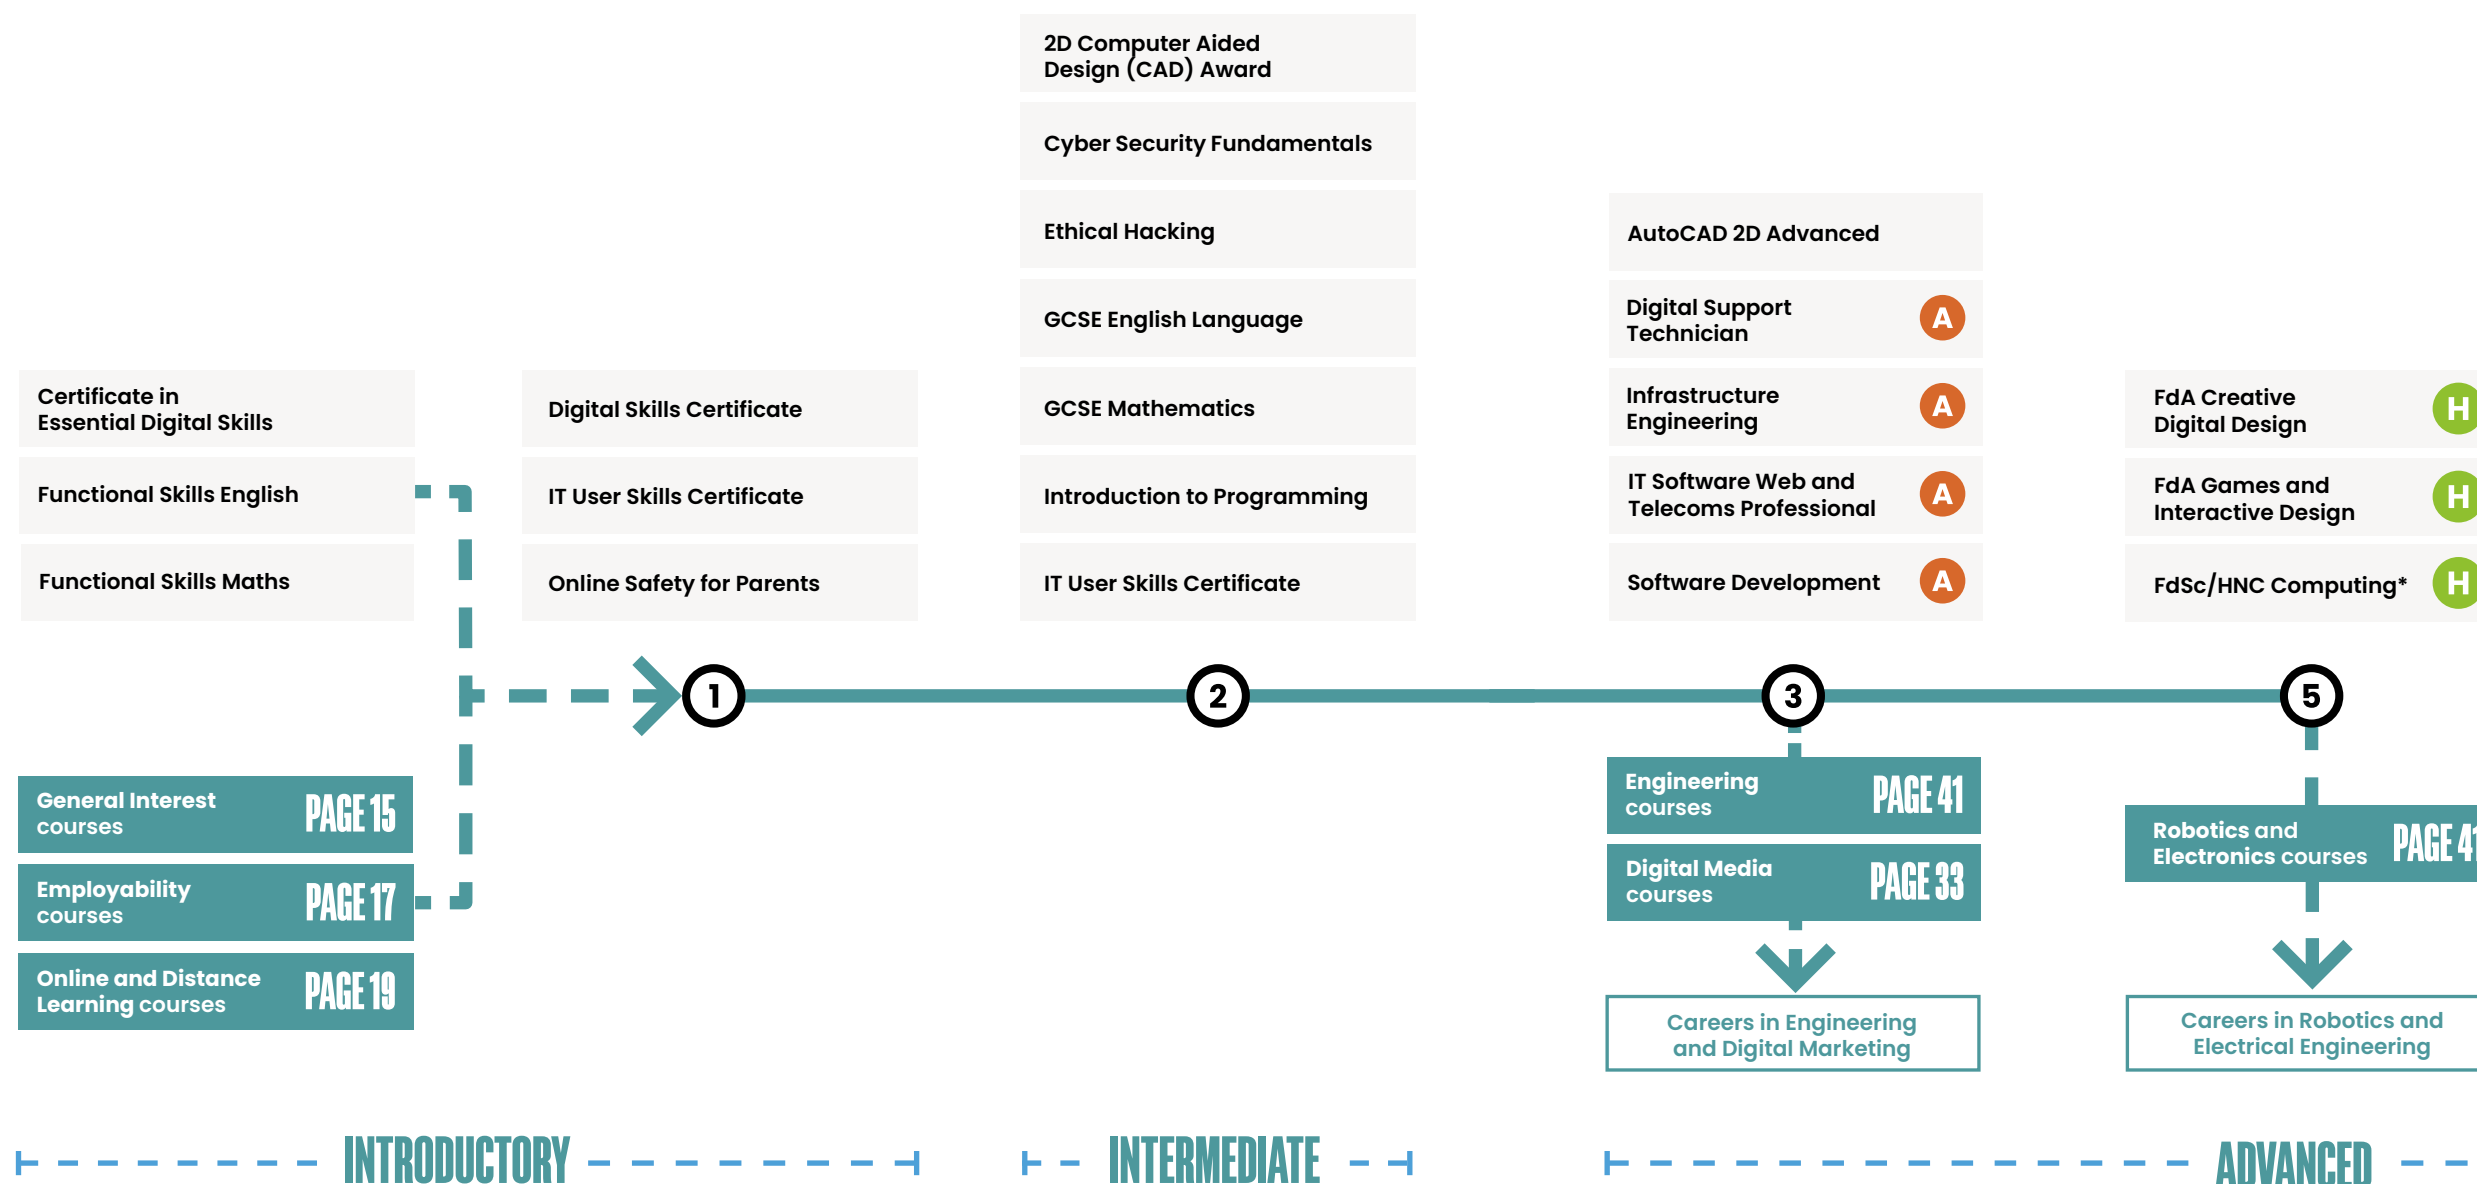 2D Computer Aided
Design (CAD) Award
Cyber Security Fundamentals
Ethical Hacking
GCSE English Language
GCSE Mathematics
Introduction to Programming
IT User Skills Certificate
AutoCAD 2D Advanced
Digital Support
Technician
A
Infrastructure
Engineering
A
IT Software Web and
Telecoms Professional
A
Software Development
A
Certificate in
Essential Digital Skills
Functional Skills English
Functional Skills Maths
Digital Skills Certificate
IT User Skills Certificate
Online Safety for Parents
FdA Creative
Digital Design
H
FdA Games and
Interactive Design
H
FdSc/HNC Computing*
H
1
2
3
5
General Interest
courses
PAGE 15
Employability
courses
PAGE 17
Online and Distance
Learning courses
PAGE 19
Engineering
courses
PAGE 41
Digital Media
courses
PAGE 33
Careers in Engineering
and Digital Marketing
Robotics and
Electronics courses
PAGE 41
Careers in Robotics and
Electrical Engineering
INTRODUCTORY
INTERMEDIATE
ADVANCED